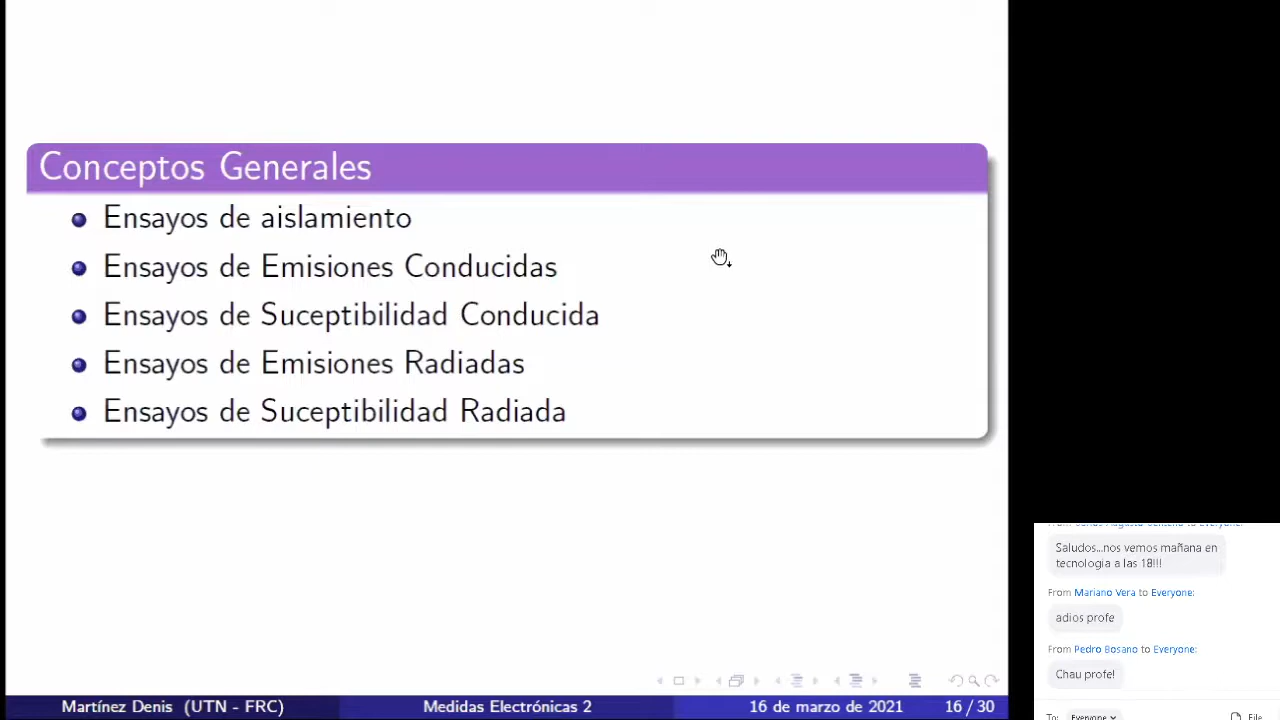 Conceptos Generales
Ensayos de aislamiento
Ensayos de Emisiones Conducidas
Ensayos de Suceptibilidad Conducida
Ensayos de Emisiones Radiadas
Ensayos de Suceptibilidad Radiada
Martínez Denis (UTN - FRC)
Medidas Electrónicas 2
16 de marzo de 2021
16 / 30
Saludos...nos vemos mañana en
tecnologia a las 18!!!
From Mariano Vera to Everyone:
adios profe
From Pedro Bosano to Everyone:
Chau profe!
To: Everyone
File